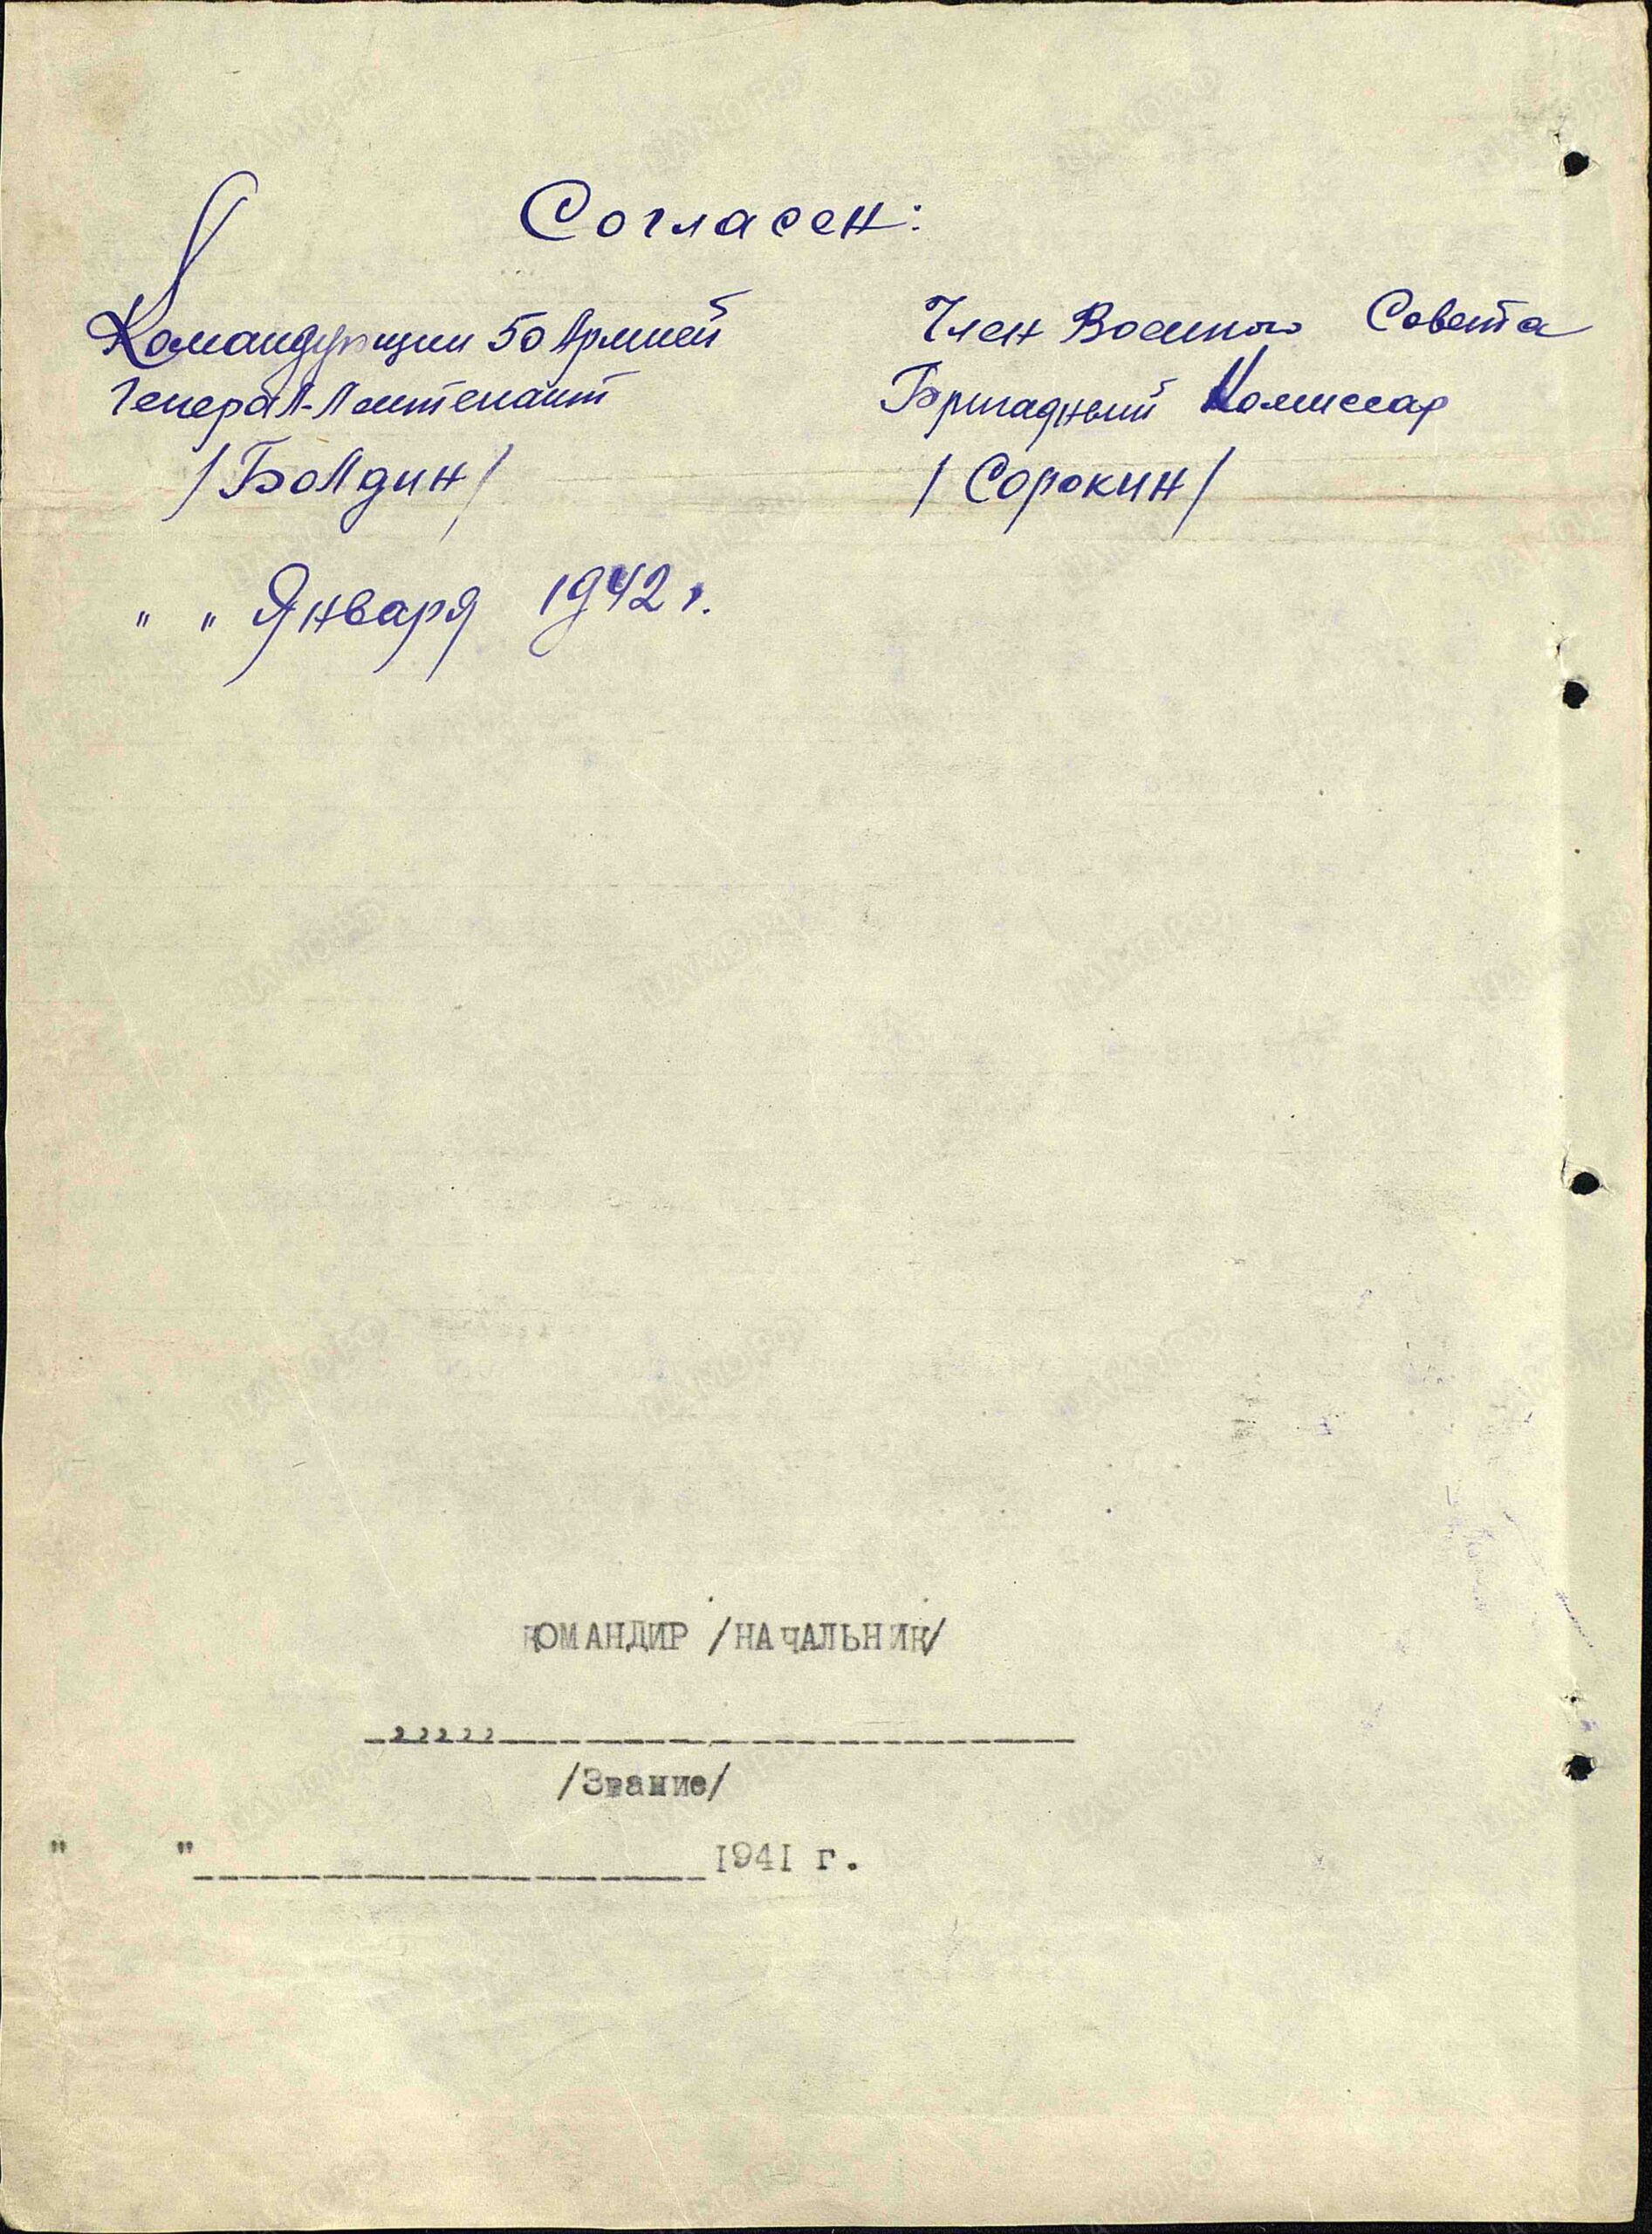 Согласен:
Командующий 50 Армией
Генерал-Лейтенант
/Болдин/
Член Военного Совета
Бригадный Комиссар
/Сорокин/
" " Января 1942 г.
КОМАНДИР /НАЧАЛЬНИК/
/Звание/
" " 1941 г.